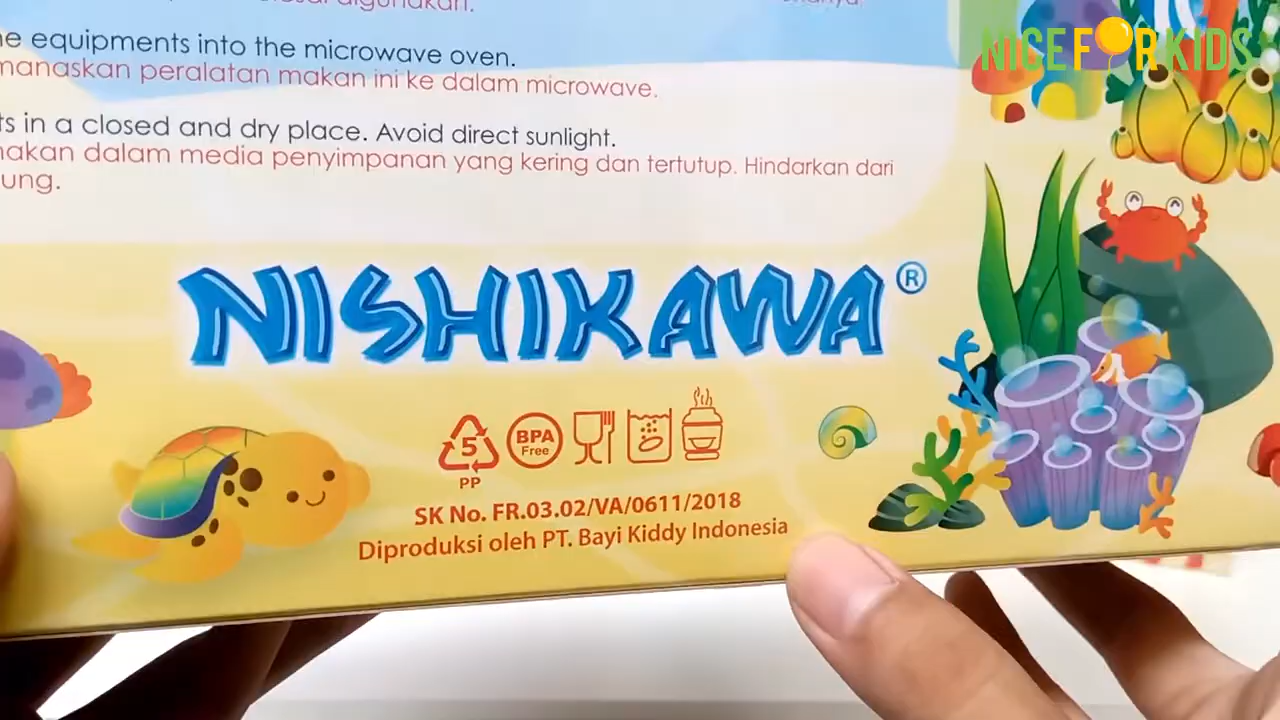 digunakan.
NICE FOR KIDS
equipments into the microwave oven.
manaskan peralatan makan ini ke dalam microwave.
in a closed and dry place. Avoid direct sunlight.
makan dalam media penyimpanan yang kering dan tertutup. Hindarkan dari
ung.
NISHIKAWA®
5 BPA Free
PP
SK No. FR.03.02/VA/0611/2018
Diproduksi oleh PT. Bayi Kiddy Indonesia